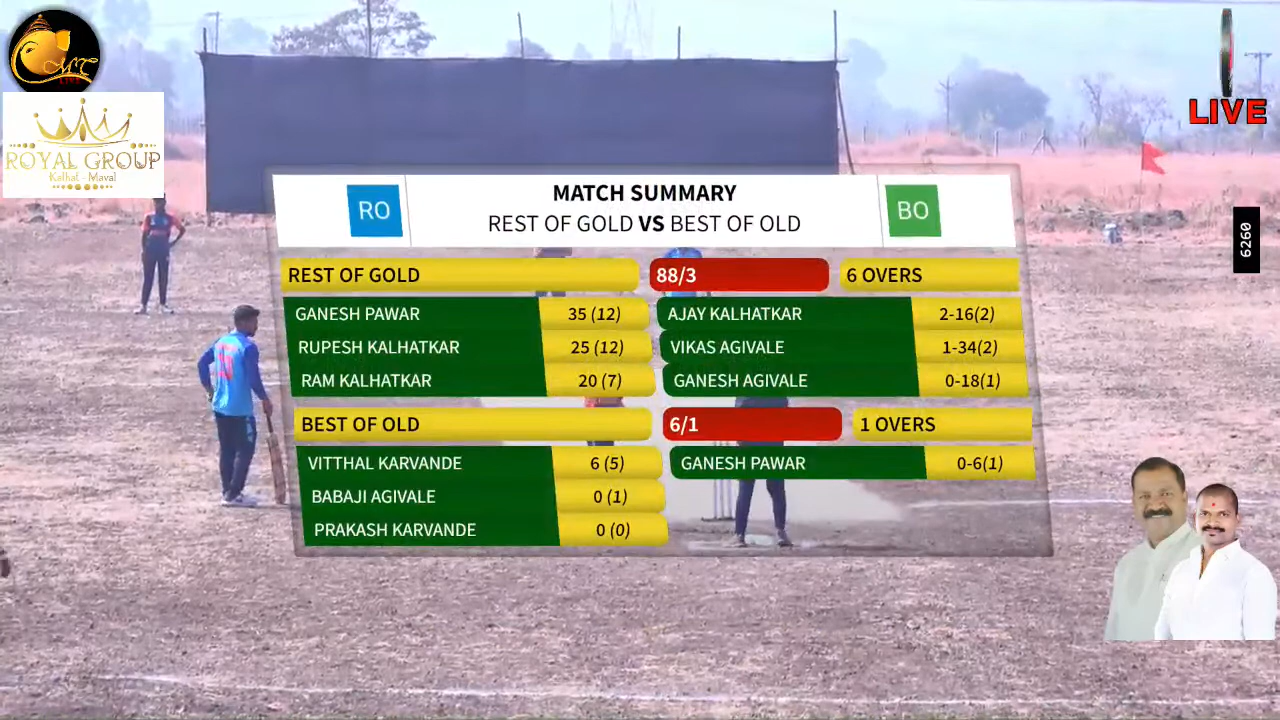 MT
LIVE
ROYAL GROUP
Kalhat - Maval
LIVE
6260
RO
MATCH SUMMARY
REST OF GOLD VS BEST OF OLD
BO
REST OF GOLD 88/3 6 OVERS
GANESH PAWAR 35 (12) AJAY KALHATKAR 2-16(2)
RUPESH KALHATKAR 25 (12) VIKAS AGIVALE 1-34(2)
RAM KALHATKAR 20 (7) GANESH AGIVALE 0-18(1)
BEST OF OLD 6/1 1 OVERS
VITTHAL KARVANDE 6 (5) GANESH PAWAR 0-6(1)
BABAJI AGIVALE 0 (1)
PRAKASH KARVANDE 0 (0)